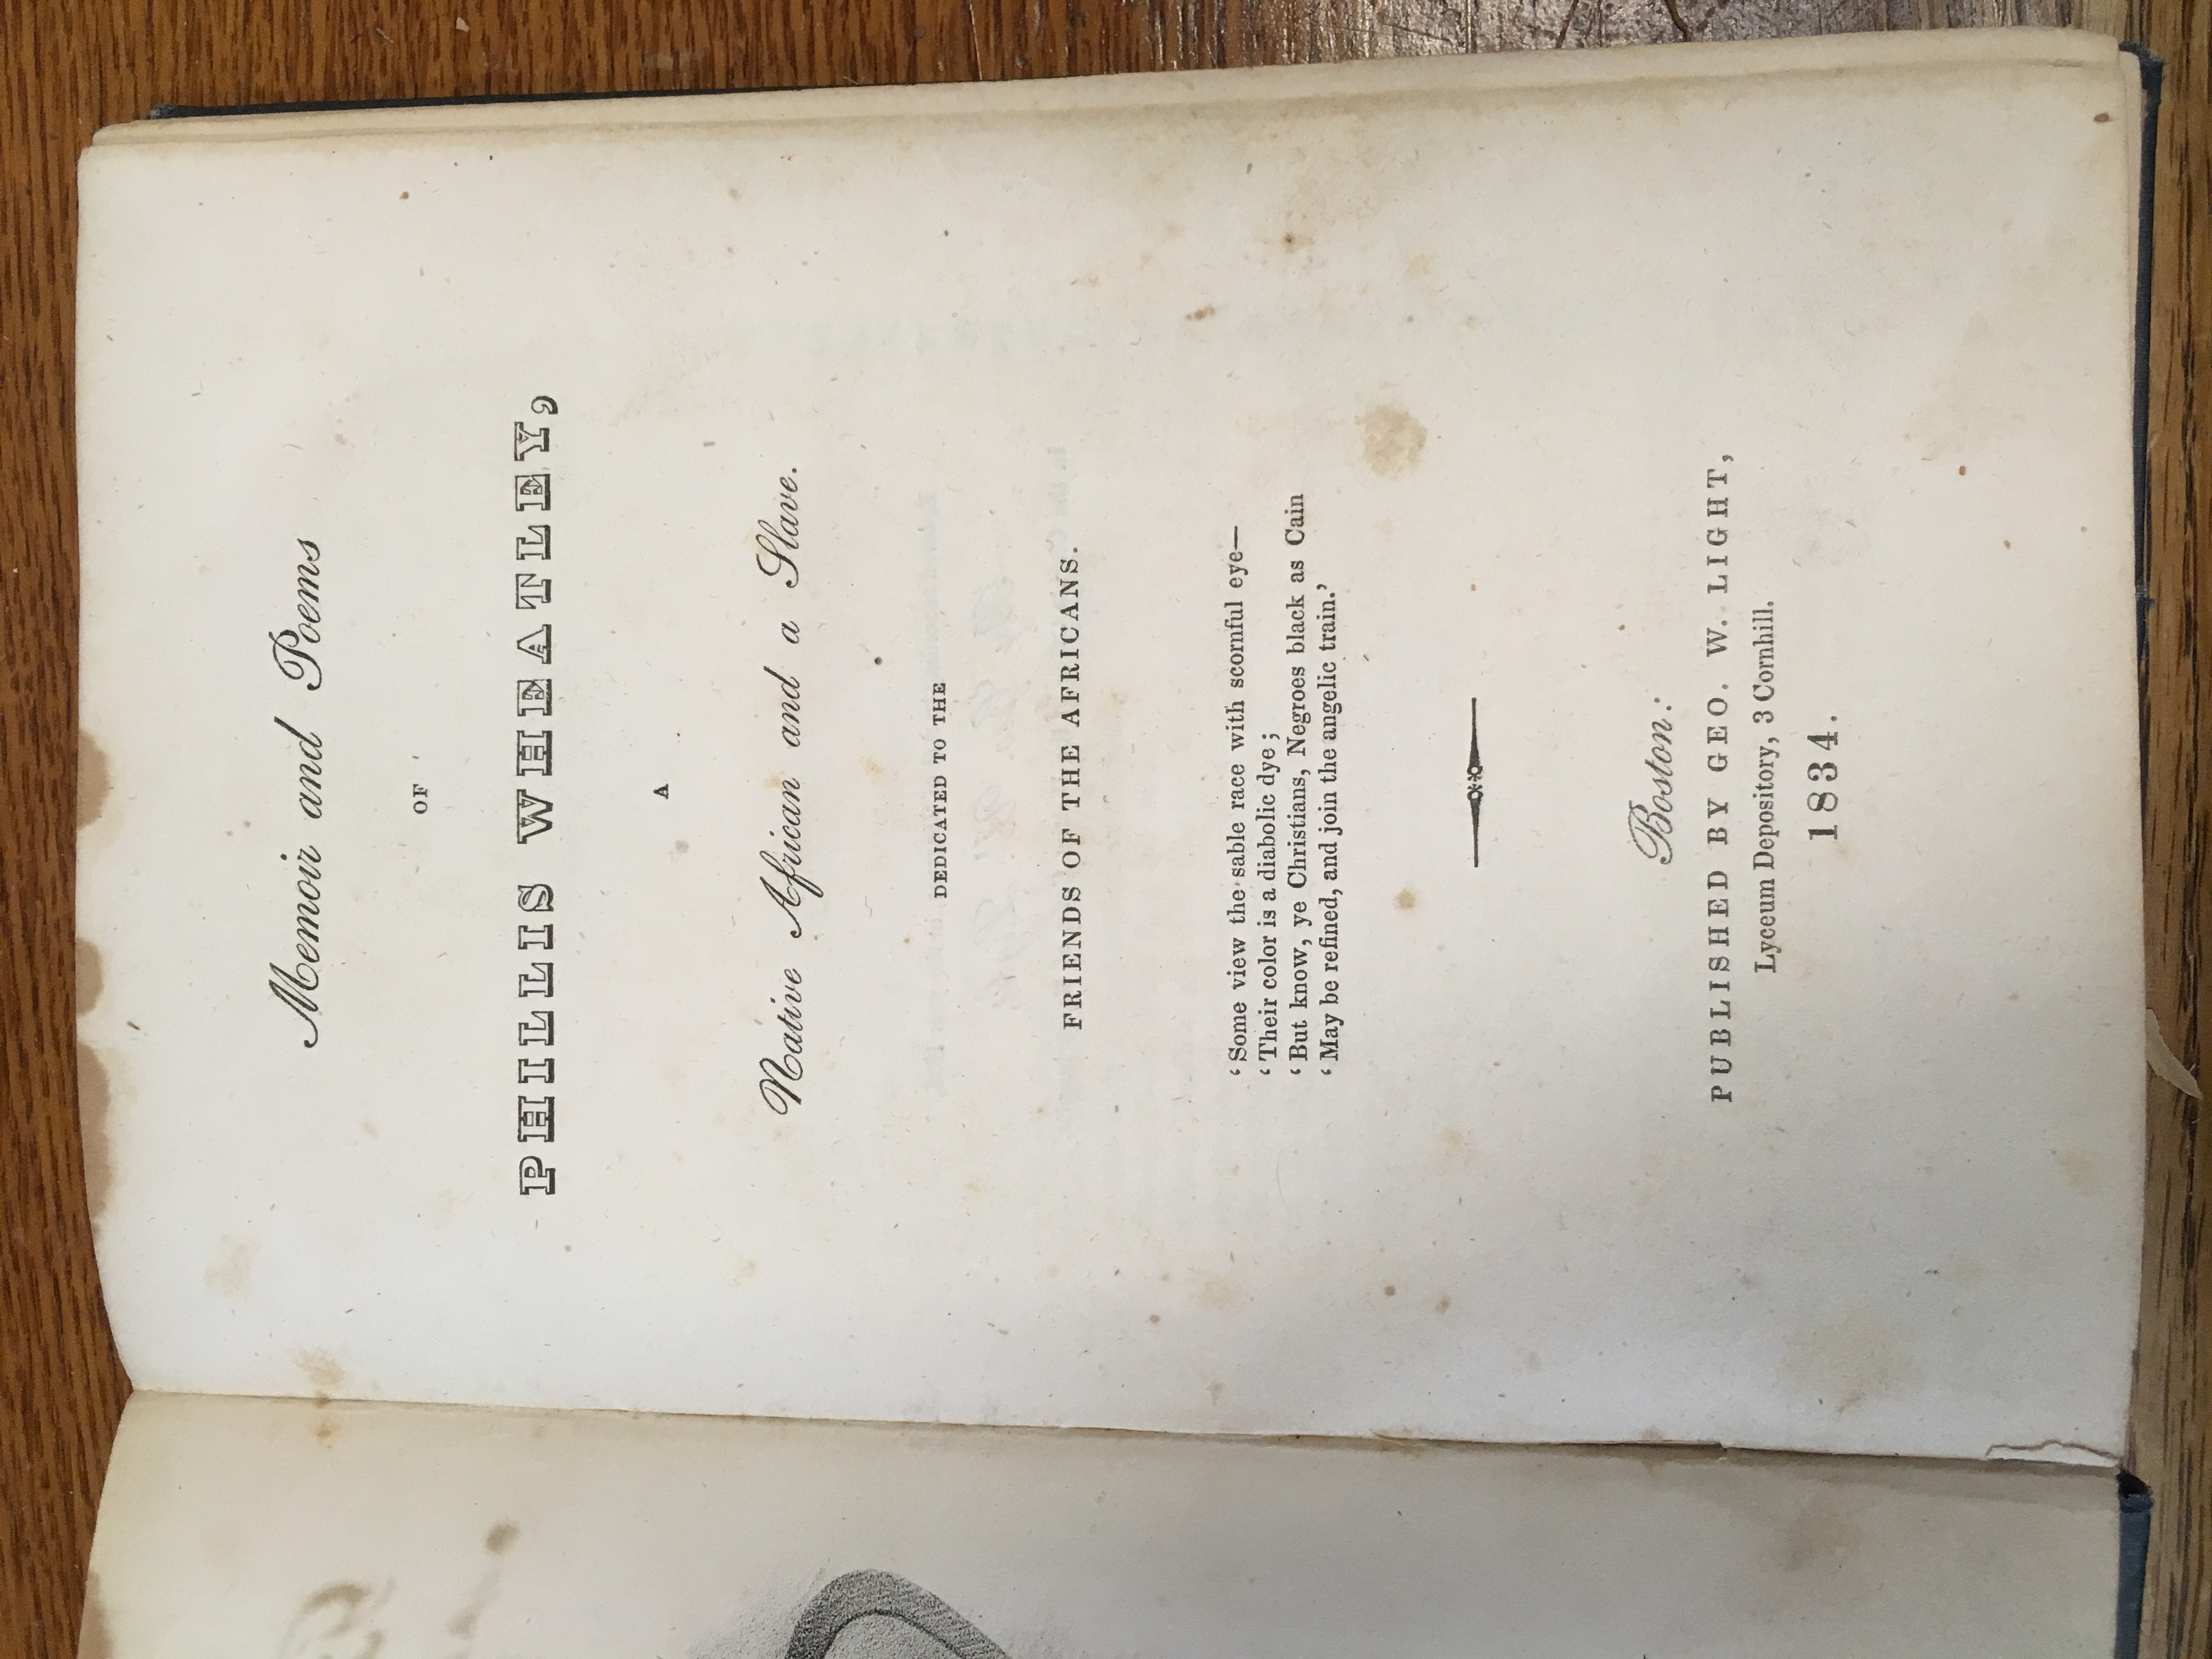 Memoir and Poems
OF
PHILLIS WHEATLEY,
A
Native African and a Slave.
DEDICATED TO THE
FRIENDS OF THE AFRICANS.
‘Some view the sable race with scornful eye—
‘Their color is a diabolic dye;
‘But know, ye Christians, Negroes black as Cain
‘May be refined, and join the angelic train.’
Boston:
PUBLISHED BY GEO. W. LIGHT,
Lyceum Depository, 3 Cornhill.
1834.